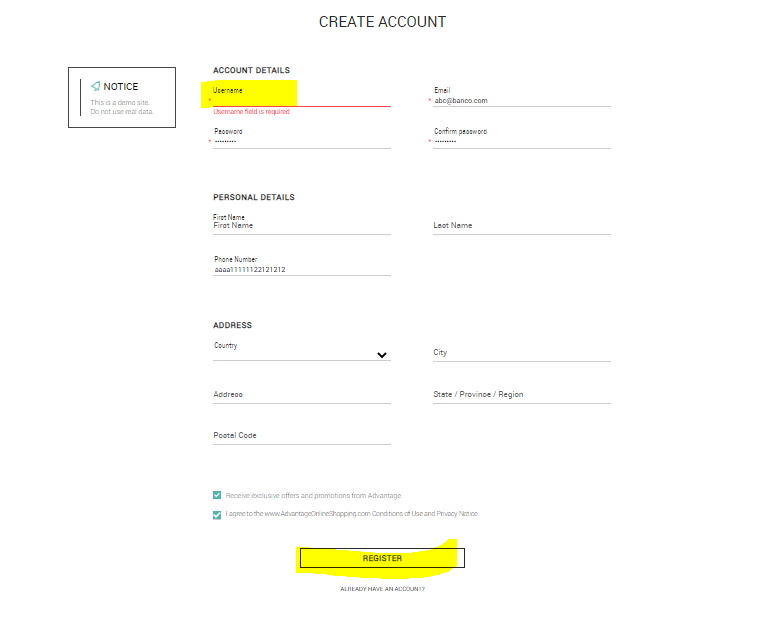 CREATE ACCOUNT
NOTICE
This is a demo site.
Do not use real data.
ACCOUNT DETAILS
Username
*
Username field is required
Email
* abc@banco.com
Password
* •••••••••
Confirm password
* •••••••••
PERSONAL DETAILS
First Name
First Name
Last Name
Phone Number
aaaa11111122121212
ADDRESS
Country
City
Address
State / Province / Region
Postal Code
Receive exclusive offers and promotions from Advantage
I agree to the www.AdvantageOnlineShopping.com Conditions of Use and Privacy Notice
REGISTER
ALREADY HAVE AN ACCOUNT?